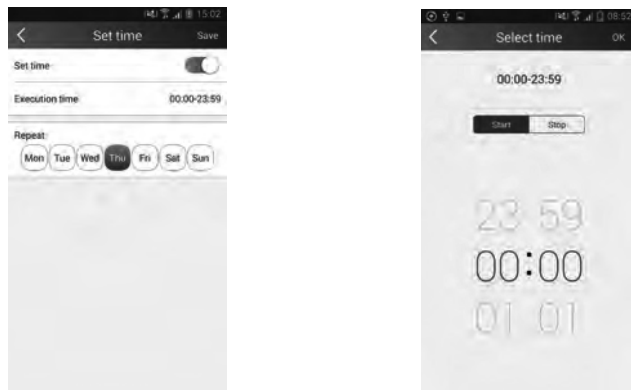 15:02
Set time
Save
Set time
Execution time 00:00-23:59
Repeat
Mon Tue Wed Thu Fri Sat Sun
08:52
Select time
OK
00:00-23:59
Start Stop
23 59
00:00
01 01